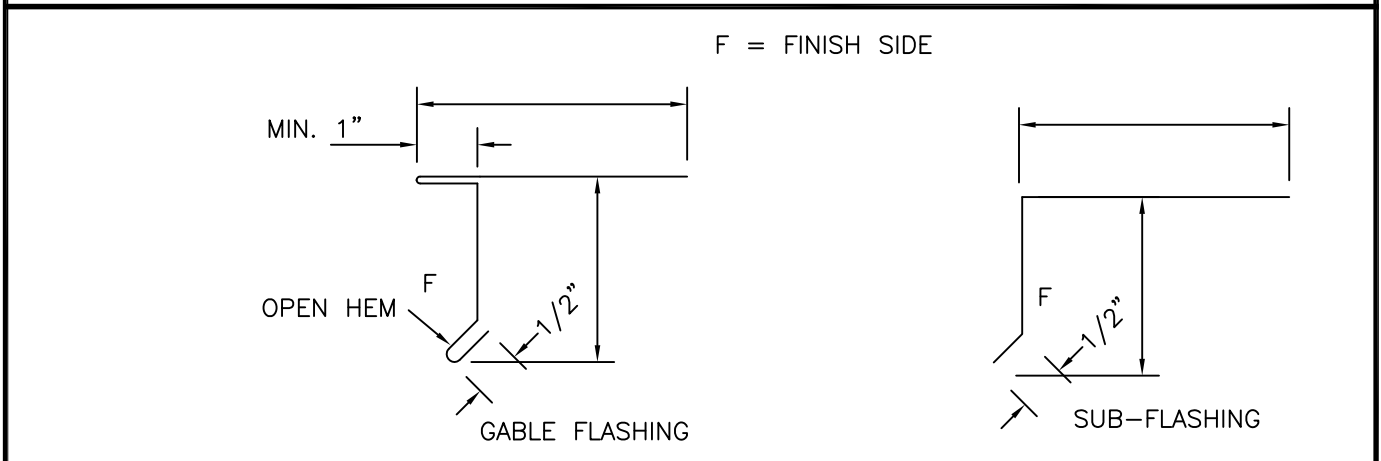 F = FINISH SIDE
MIN. 1”
F
OPEN HEM
1/2”
GABLE FLASHING
F
1/2”
SUB-FLASHING